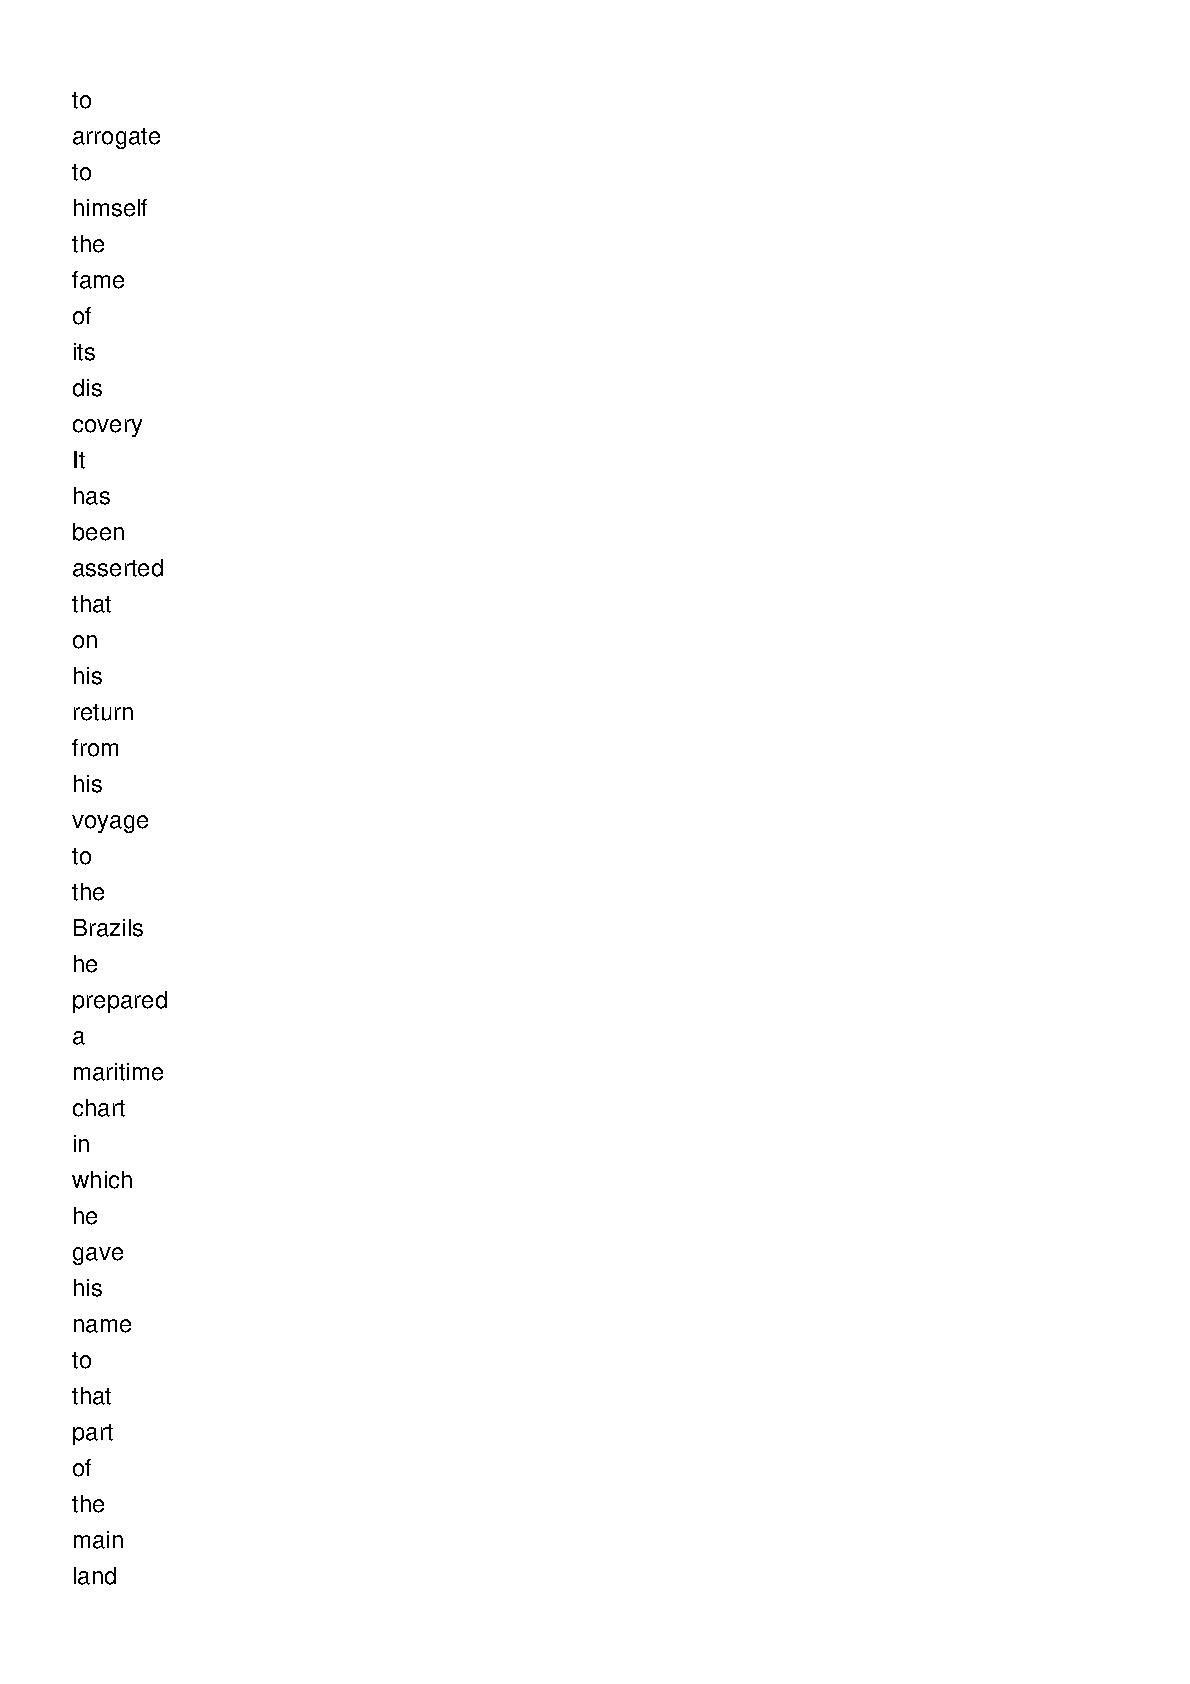 to
arrogate
to
himself
the
fame
of
its
dis
covery
It
has
been
asserted
that
on
his
return
from
his
voyage
to
the
Brazils
he
prepared
a
maritime
chart
in
which
he
gave
his
name
to
that
part
of
the
main
land